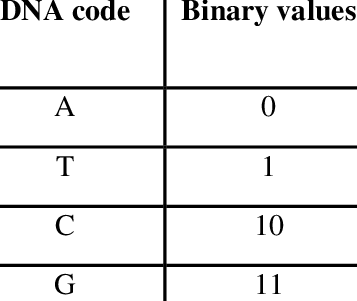 DNA code Binary values
A 0
T 1
C 10
G 11